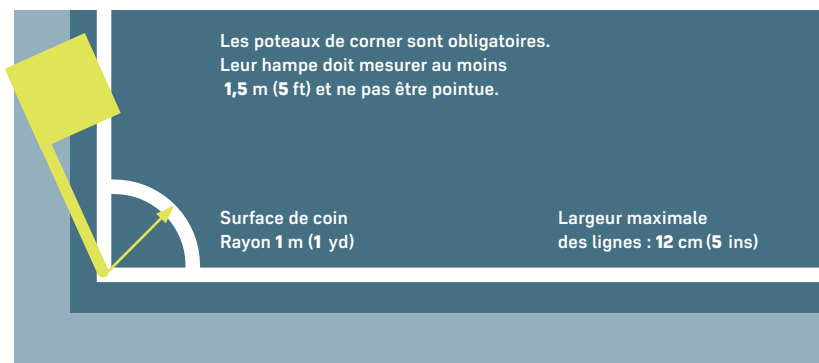 Les poteaux de corner sont obligatoires.
Leur hampe doit mesurer au moins
1,5 m (5 ft) et ne pas être pointue.
Surface de coin
Rayon 1 m (1 yd)
Largeur maximale
des lignes : 12 cm (5 ins)